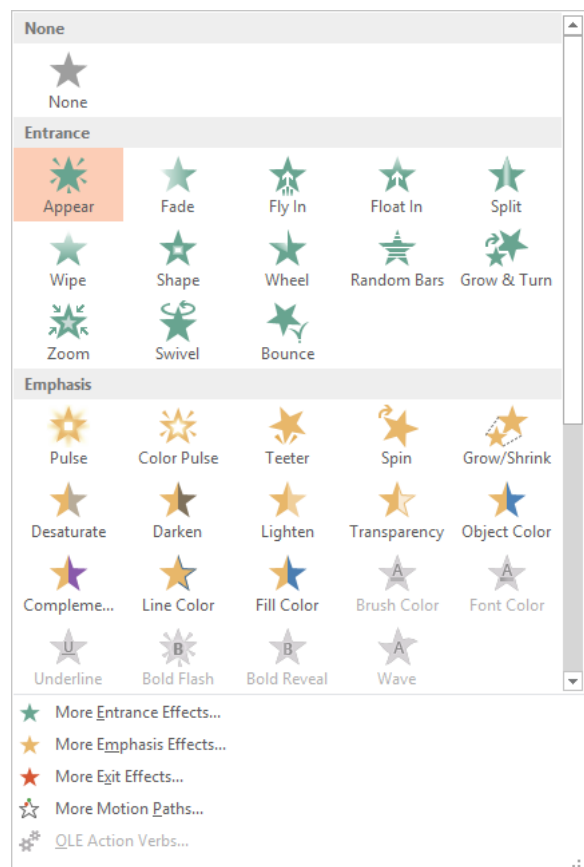 None
None
Entrance
Appear Fade Fly In Float In Split
Wipe Shape Wheel Random Bars Grow & Turn
Zoom Swivel Bounce
Emphasis
Pulse Color Pulse Teeter Spin Grow/Shrink
Desaturate Darken Lighten Transparency Object Color
Compleme... Line Color Fill Color Brush Color Font Color
Underline Bold Flash Bold Reveal Wave
More Entrance Effects...
More Emphasis Effects...
More Exit Effects...
More Motion Paths...
OLE Action Verbs...